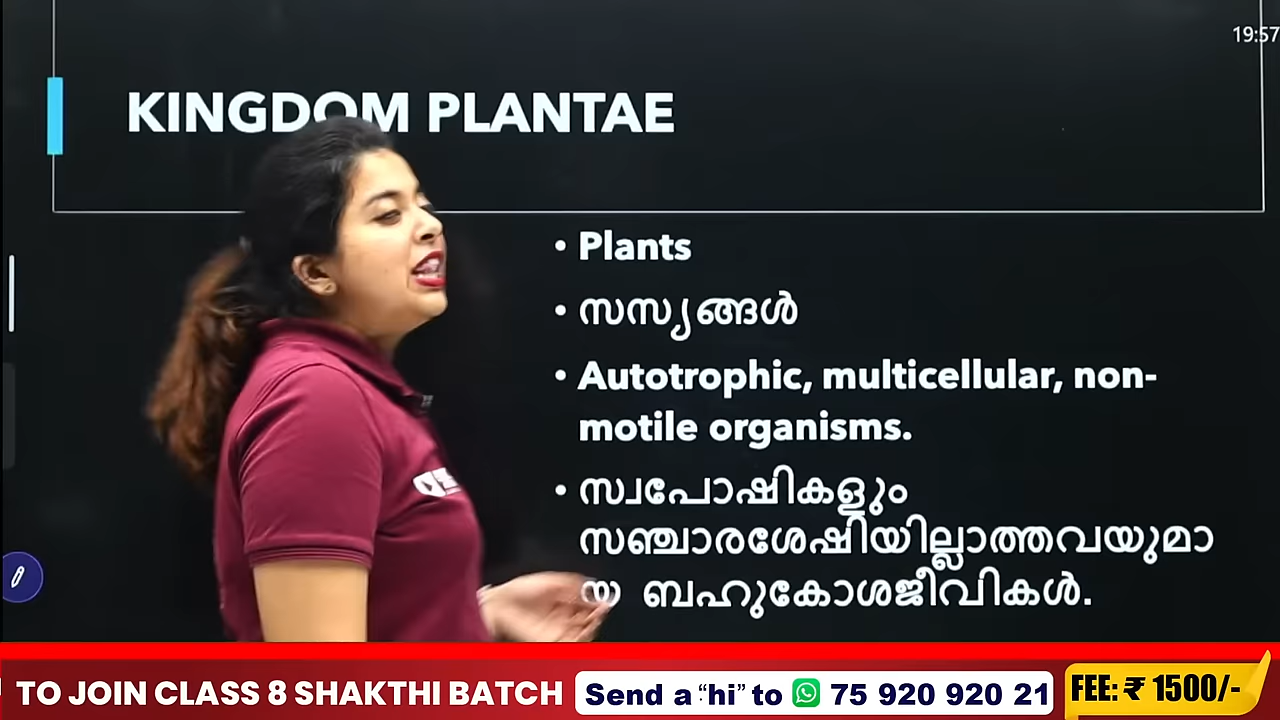 19:57
KINGDOM PLANTAE
• Plants
• സസ്യങ്ങൾ
• Autotrophic, multicellular, non-
motile organisms.
• സ്വപോഷികളും
സഞ്ചാരശേഷിയില്ലാത്തവയുമാ
യ ബഹുകോശജീവികൾ.
TO JOIN CLASS 8 SHAKTHI BATCH Send a “hi” to 75 920 920 21 FEE: ₹ 1500/-